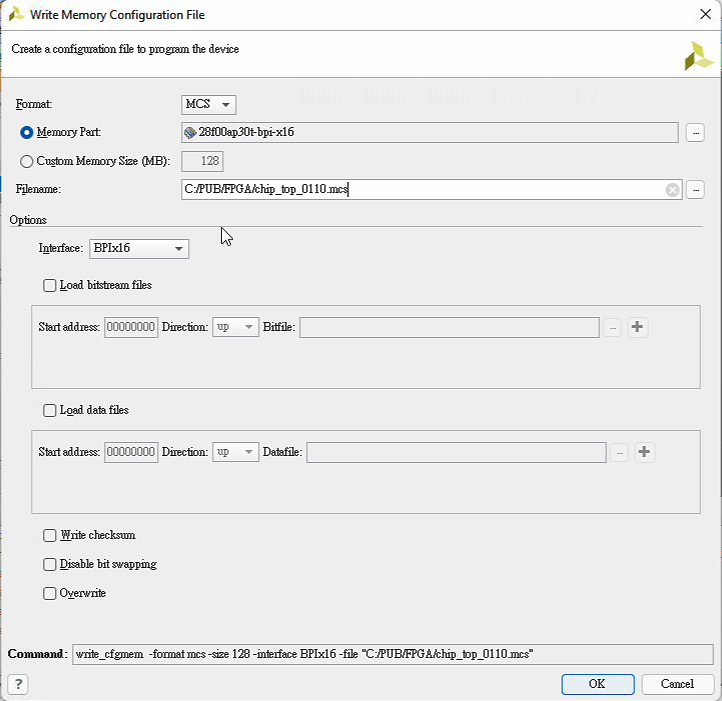 Write Memory Configuration File
Create a configuration file to program the device
Format: MCS
Memory Part: 28f00ap30t-bpi-x16 ...
Custom Memory Size (MB): 128
Filename: C:/PUB/FPGA/chip_top_0110.mcs ...
Options
Interface: BPIx16
Load bitstream files
Start address: 00000000 Direction: up Bitfile: ... +
Load data files
Start address: 00000000 Direction: up Datafile: ... +
Write checksum
Disable bit swapping
Overwrite
Command: write_cfgmem -format mcs -size 128 -interface BPIx16 -file "C:/PUB/FPGA/chip_top_0110.mcs"
? OK Cancel